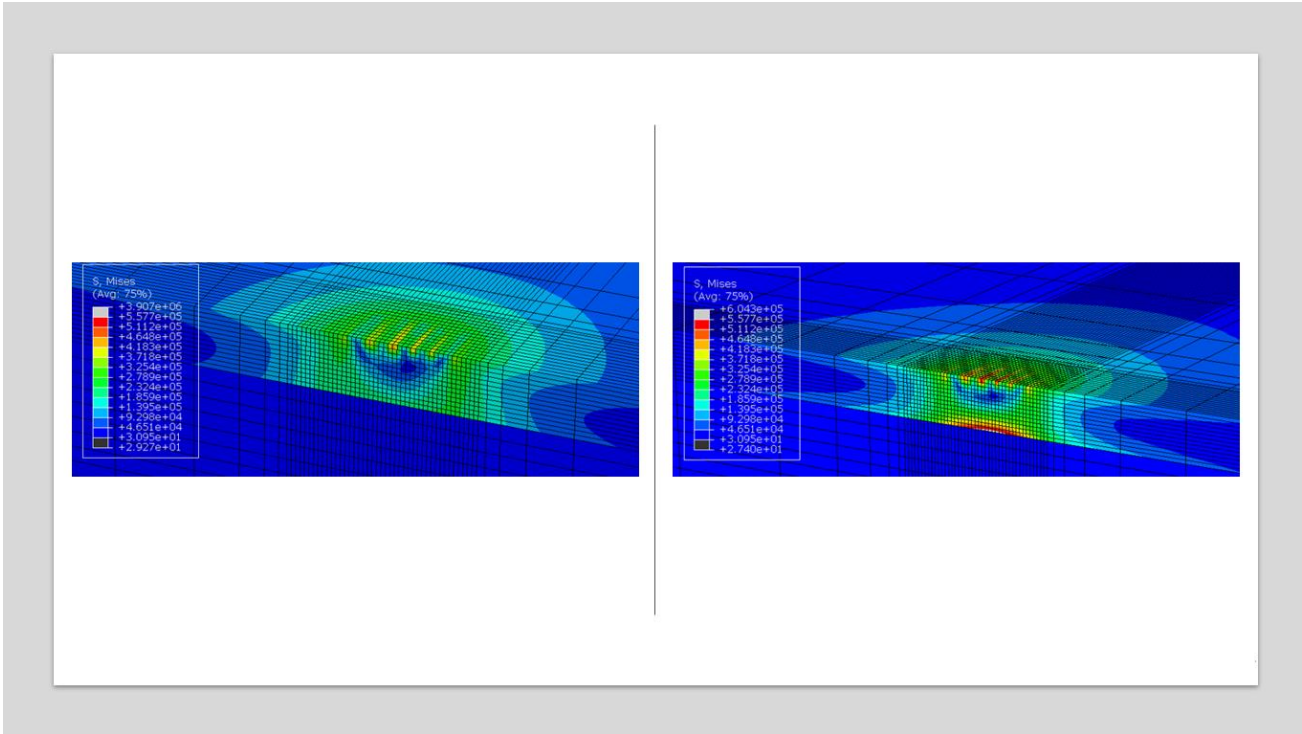 S, Mises
(Avg: 75%)
+3.907e+06
+5.577e+05
+5.112e+05
+4.648e+05
+4.183e+05
+3.718e+05
+3.254e+05
+2.789e+05
+2.324e+05
+1.859e+05
+1.395e+05
+9.298e+04
+4.651e+04
+3.095e+01
+2.927e+01
S, Mises
(Avg: 75%)
+6.043e+05
+5.577e+05
+5.112e+05
+4.648e+05
+4.183e+05
+3.718e+05
+3.254e+05
+2.789e+05
+2.324e+05
+1.859e+05
+1.395e+05
+9.298e+04
+4.651e+04
+3.095e+01
+2.740e+01